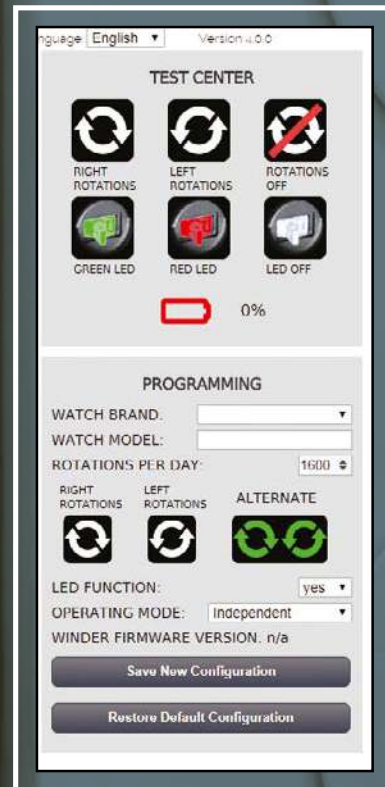 nguage English ▼ Version 4.0.0
TEST CENTER
RIGHT ROTATIONS
LEFT ROTATIONS
ROTATIONS OFF
GREEN LED
RED LED
LED OFF
0%
PROGRAMMING
WATCH BRAND:
WATCH MODEL:
ROTATIONS PER DAY: 1600
RIGHT ROTATIONS
LEFT ROTATIONS
ALTERNATE
LED FUNCTION: yes
OPERATING MODE: Independent
WINDER FIRMWARE VERSION. n/a
Save New Configuration
Restore Default Configuration